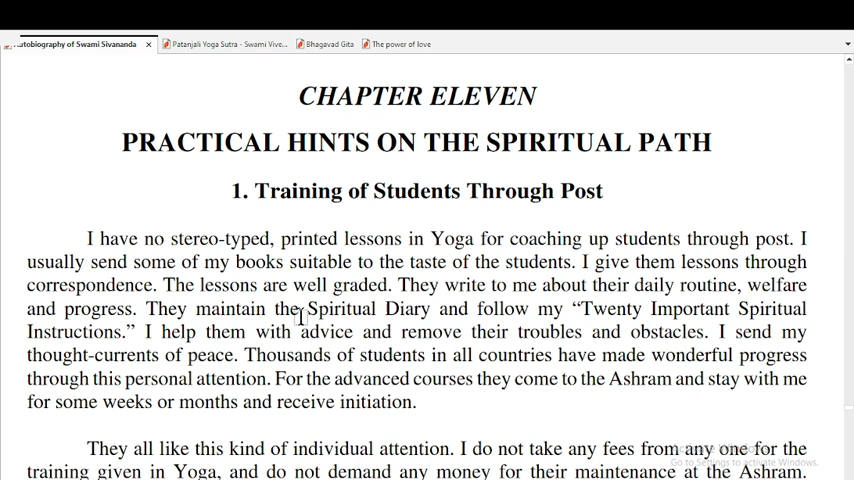 Autobiography of Swami Sivananda × Patanjali Yoga Sutra - Swami Vive... Bhagavad Gita The power of love
CHAPTER ELEVEN
PRACTICAL HINTS ON THE SPIRITUAL PATH
1. Training of Students Through Post
I have no stereo-typed, printed lessons in Yoga for coaching up students through post. I
usually send some of my books suitable to the taste of the students. I give them lessons through
correspondence. The lessons are well graded. They write to me about their daily routine, welfare
and progress. They maintain the Spiritual Diary and follow my “Twenty Important Spiritual
Instructions.” I help them with advice and remove their troubles and obstacles. I send my
thought-currents of peace. Thousands of students in all countries have made wonderful progress
through this personal attention. For the advanced courses they come to the Ashram and stay with me
for some weeks or months and receive initiation.
They all like this kind of individual attention. I do not take any fees from any one for the
Activate Windows
Go to Settings to activate Windows.
training given in Yoga, and do not demand any money for their maintenance at the Ashram.